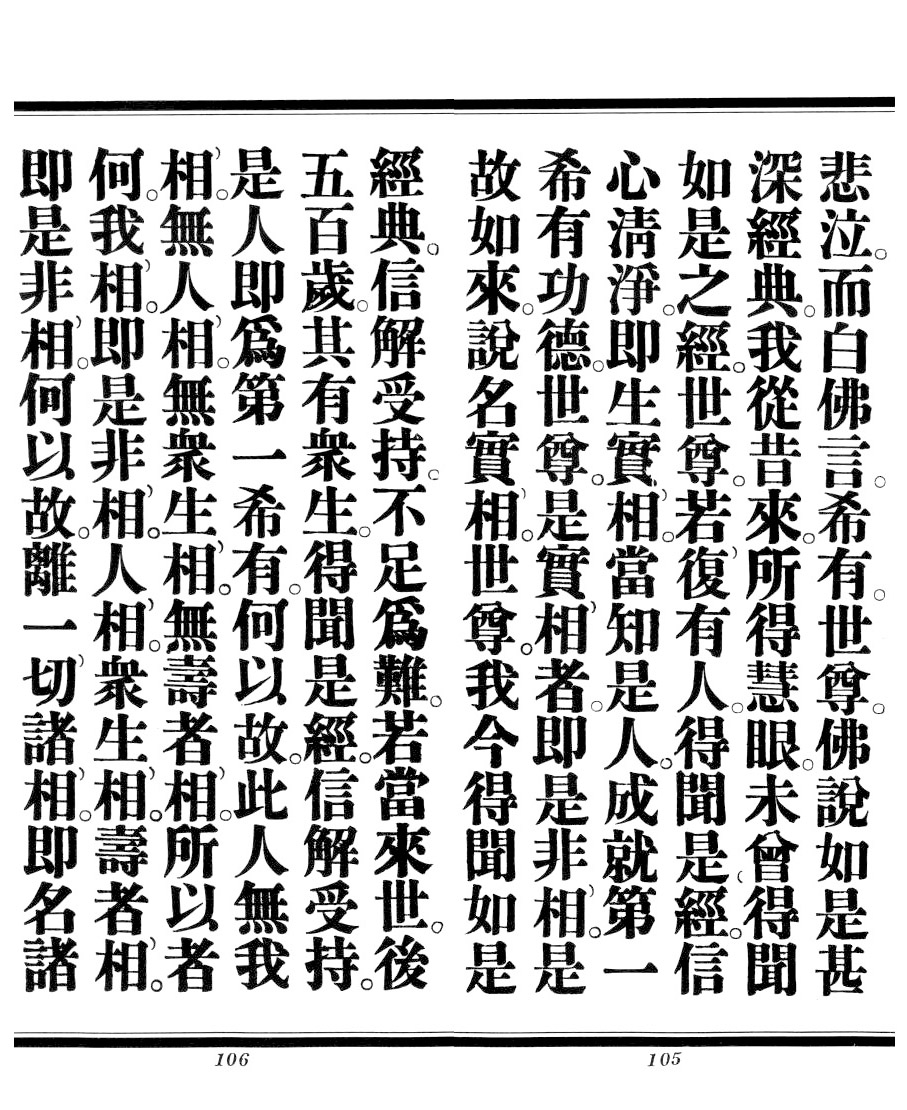 悲泣。而白佛言。希有。世尊。佛說如是甚
深經典。我從昔來。所得慧眼。未曾得聞
如是之經。世尊。若復有人。得聞是經。信
心清淨。即生實相。當知是人。成就第一
希有功德。世尊。是實相者。即是非相。是
故如來。說名實相。世尊。我今得聞如是
105
經典。信解受持。不足爲難。若當來世。後
五百歲。其有衆生。得聞是經。信解受持。
是人即爲第一希有。何以故。此人無我
相。無人相。無衆生相。無壽者相。所以者
何。我相。即是非相。人相。衆生相。壽者相。
即是非相。何以故。離一切諸相。即名諸
106